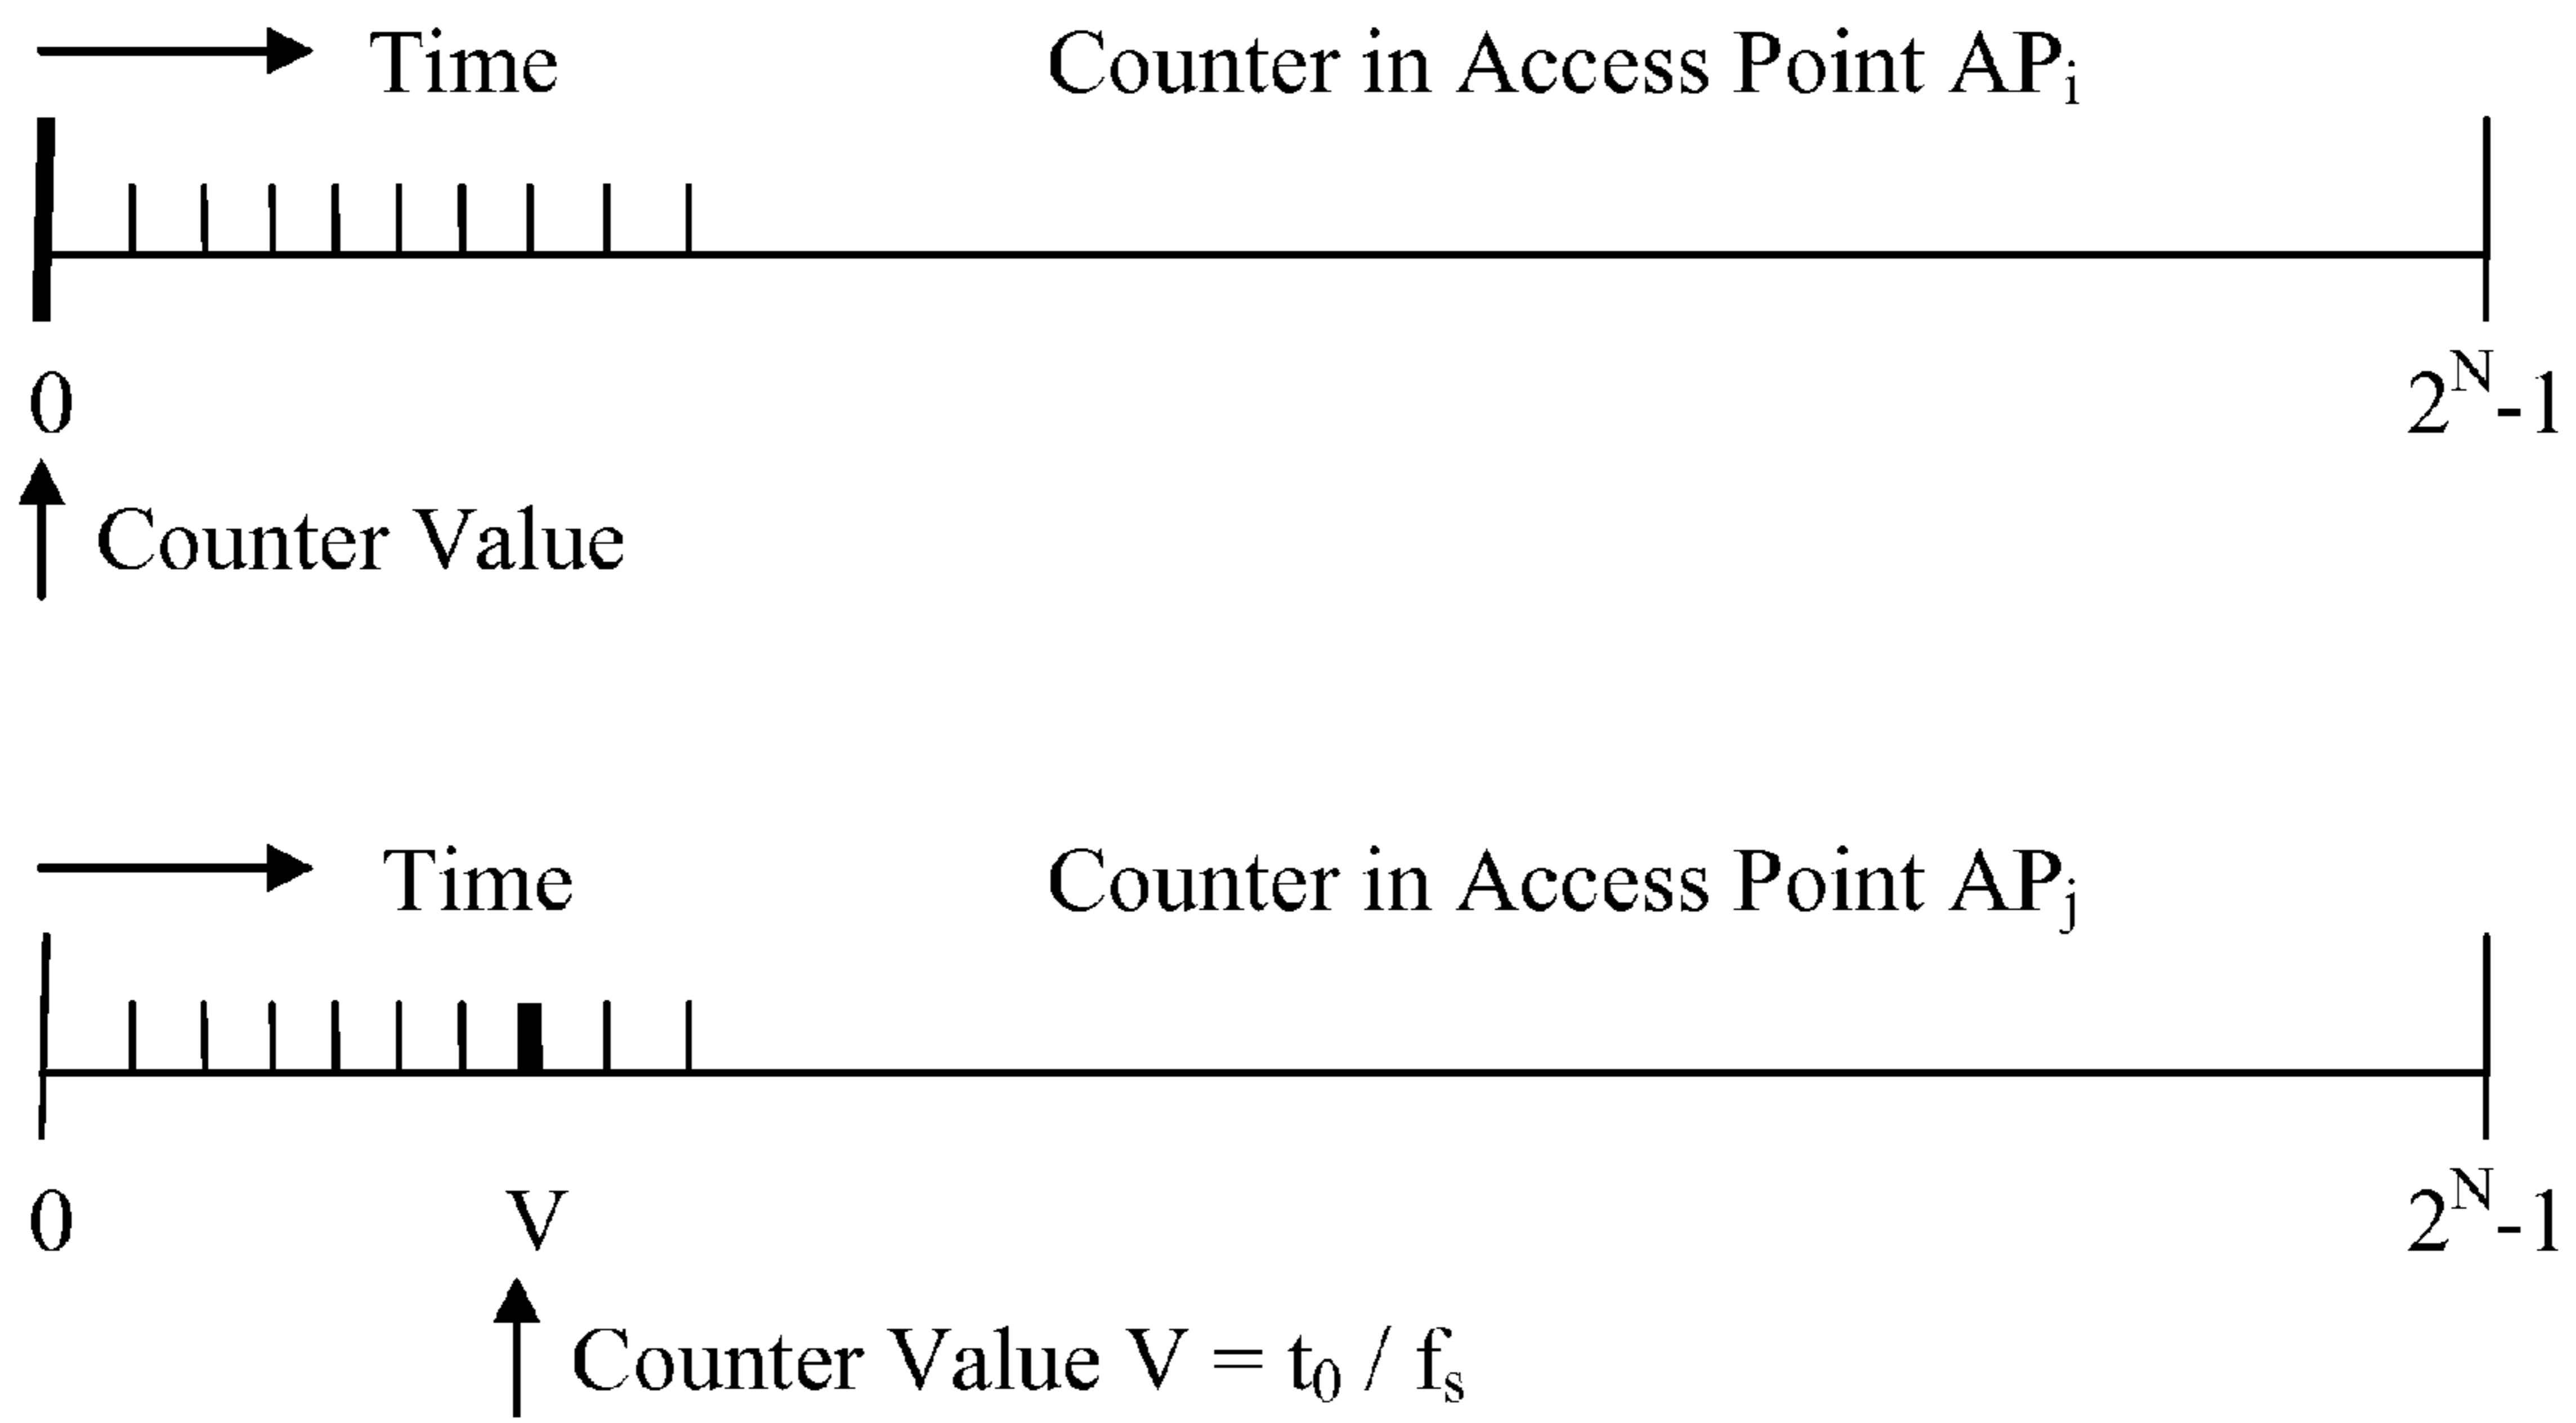 Time Counter in Access Point APᵢ
0 2ᴺ-1
Counter Value
Time Counter in Access Point APⱼ
0 V 2ᴺ-1
Counter Value V = t₀ / fₛ